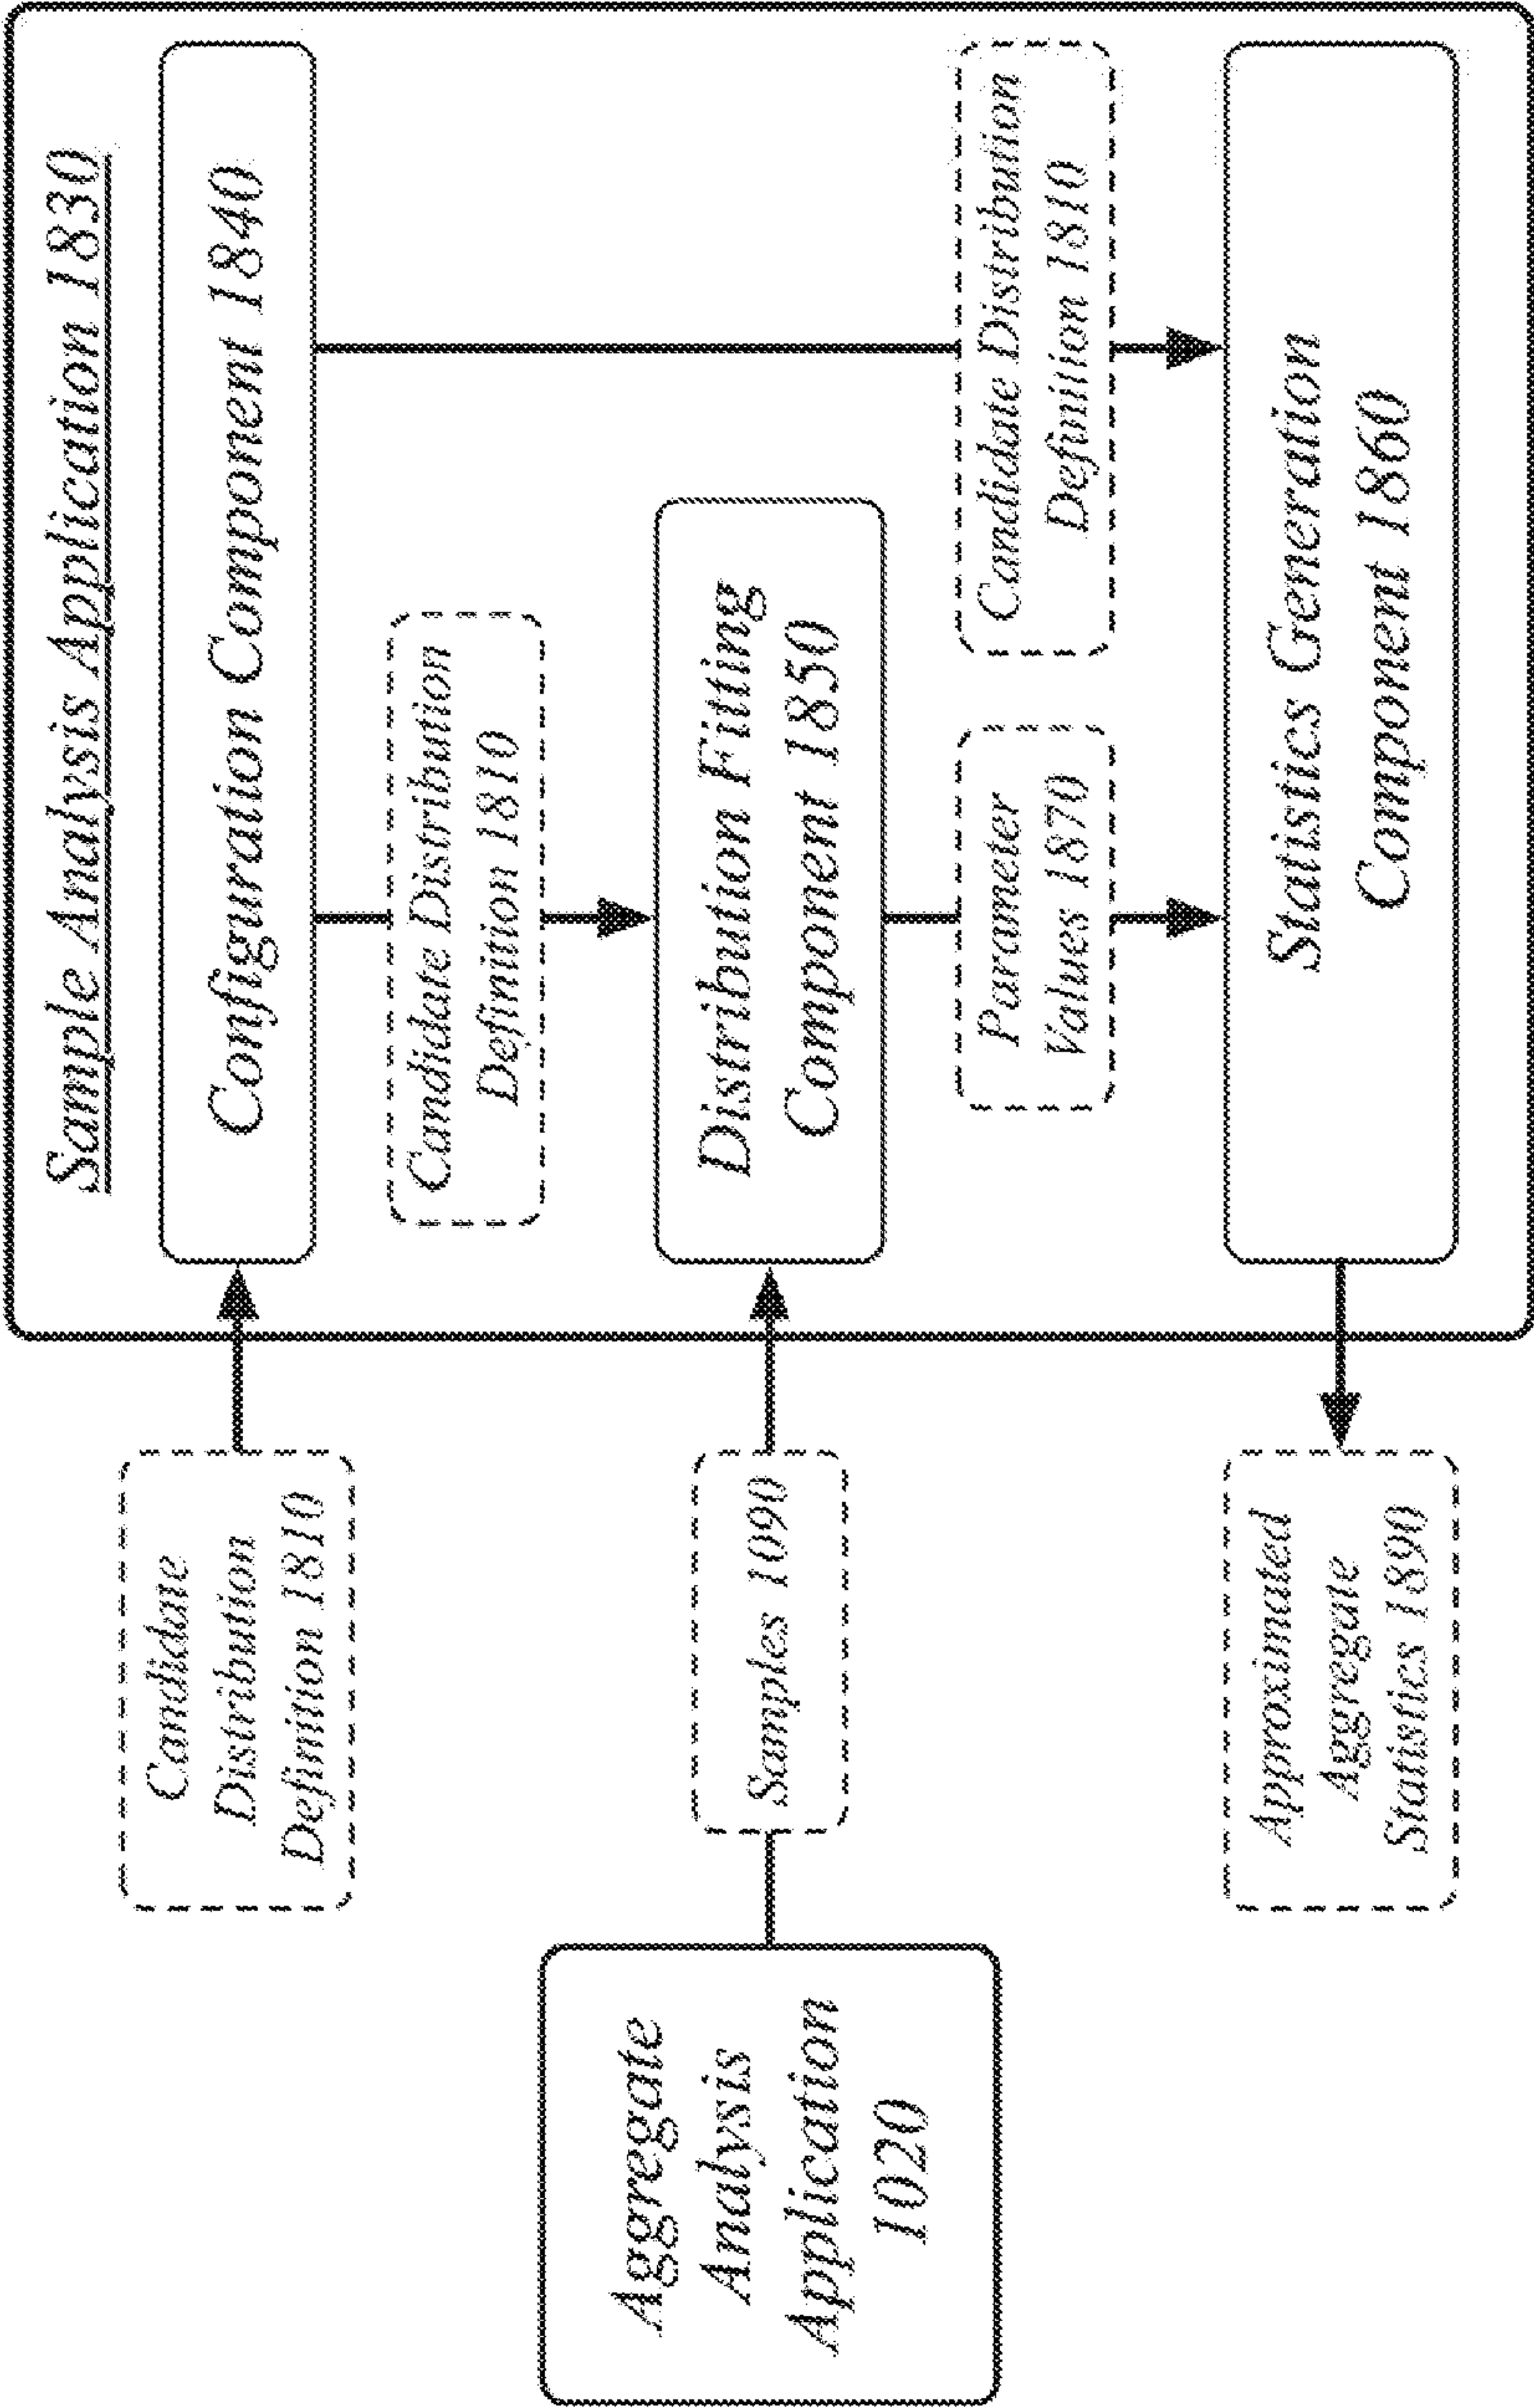 Sample Analysis Application 1830
Candidate
Distribution
Definition 1810
Configuration Component 1840
Candidate Distribution
Definition 1810
Aggregate
Analysis
Application
1020
Samples 1090
Distribution Fitting
Component 1850
Parameter
Values 1870
Candidate Distribution
Definition 1810
Approximated
Aggregate
Statistics 1890
Statistics Generation
Component 1860